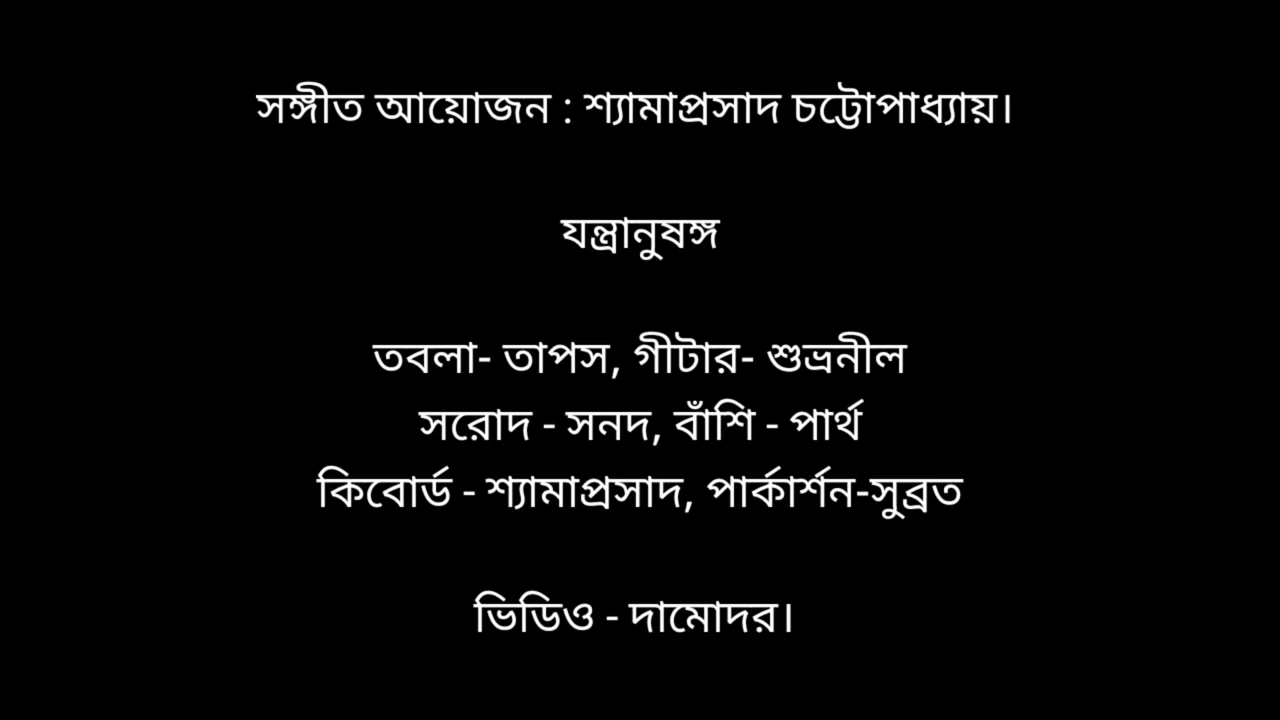 সঙ্গীত আয়োজন : শ্যামাপ্রসাদ চট্টোপাধ্যায়।
যন্ত্রানুষঙ্গ
তবলা- তাপস, গীটার- শুভ্রনীল
সরোদ - সনদ, বাঁশি - পার্থ
কিবোর্ড - শ্যামাপ্রসাদ, পার্কার্শন-সুব্রত
ভিডিও - দামোদর।